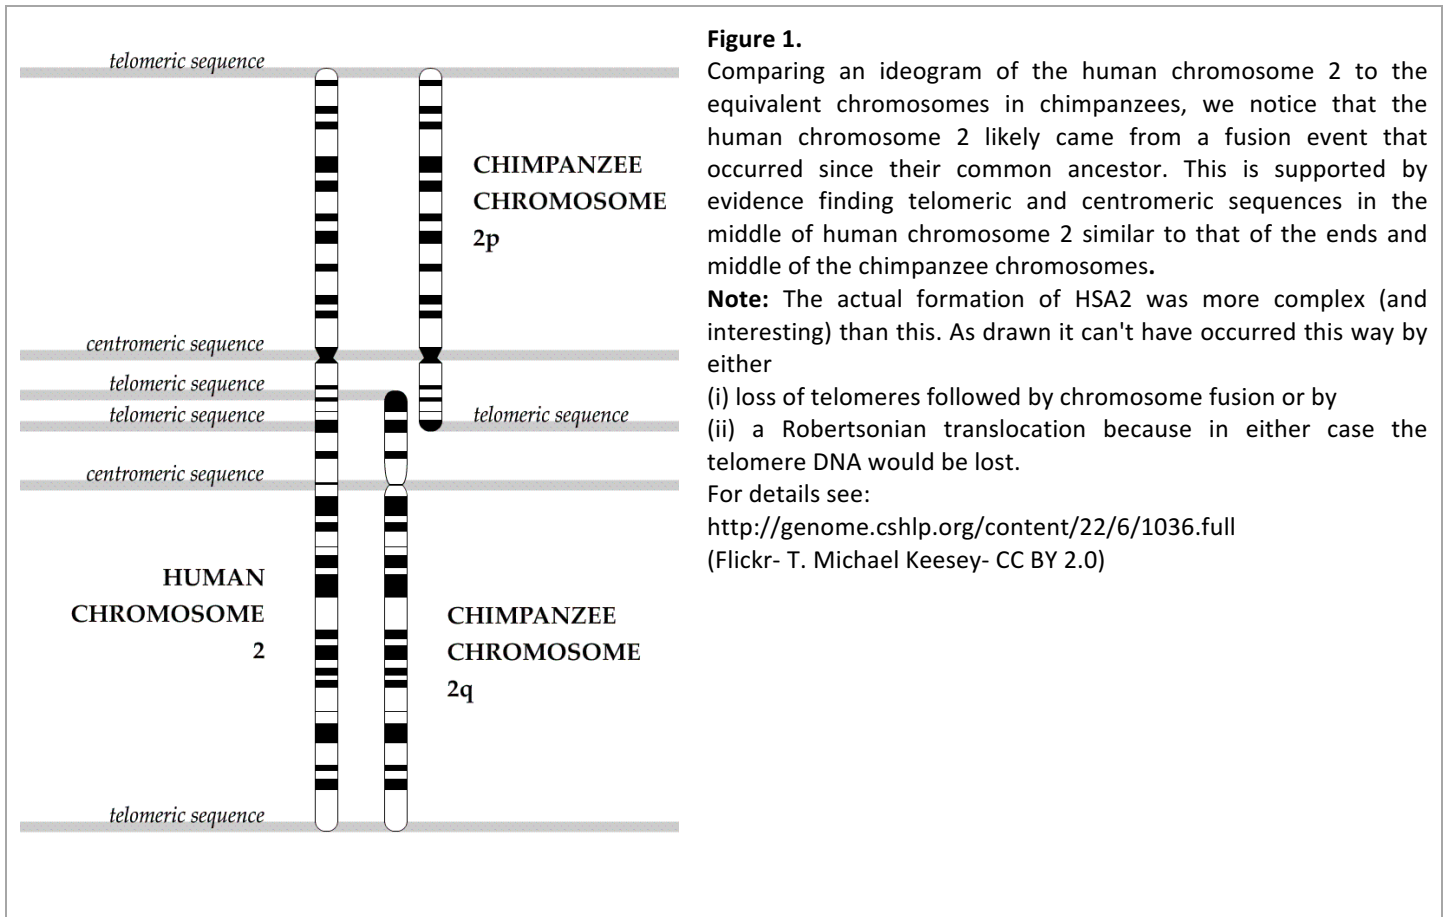 telomeric sequence
CHIMPANZEE
CHROMOSOME
2p
centromeric sequence
telomeric sequence
telomeric sequence
telomeric sequence
centromeric sequence
HUMAN
CHROMOSOME
2
CHIMPANZEE
CHROMOSOME
2q
telomeric sequence
Figure 1.
Comparing an ideogram of the human chromosome 2 to the
equivalent chromosomes in chimpanzees, we notice that the
human chromosome 2 likely came from a fusion event that
occurred since their common ancestor. This is supported by
evidence finding telomeric and centromeric sequences in the
middle of human chromosome 2 similar to that of the ends and
middle of the chimpanzee chromosomes.
Note: The actual formation of HSA2 was more complex (and
interesting) than this. As drawn it can't have occurred this way by
either
(i) loss of telomeres followed by chromosome fusion or by
(ii) a Robertsonian translocation because in either case the
telomere DNA would be lost.
For details see:
http://genome.cshlp.org/content/22/6/1036.full
(Flickr- T. Michael Keesey- CC BY 2.0)